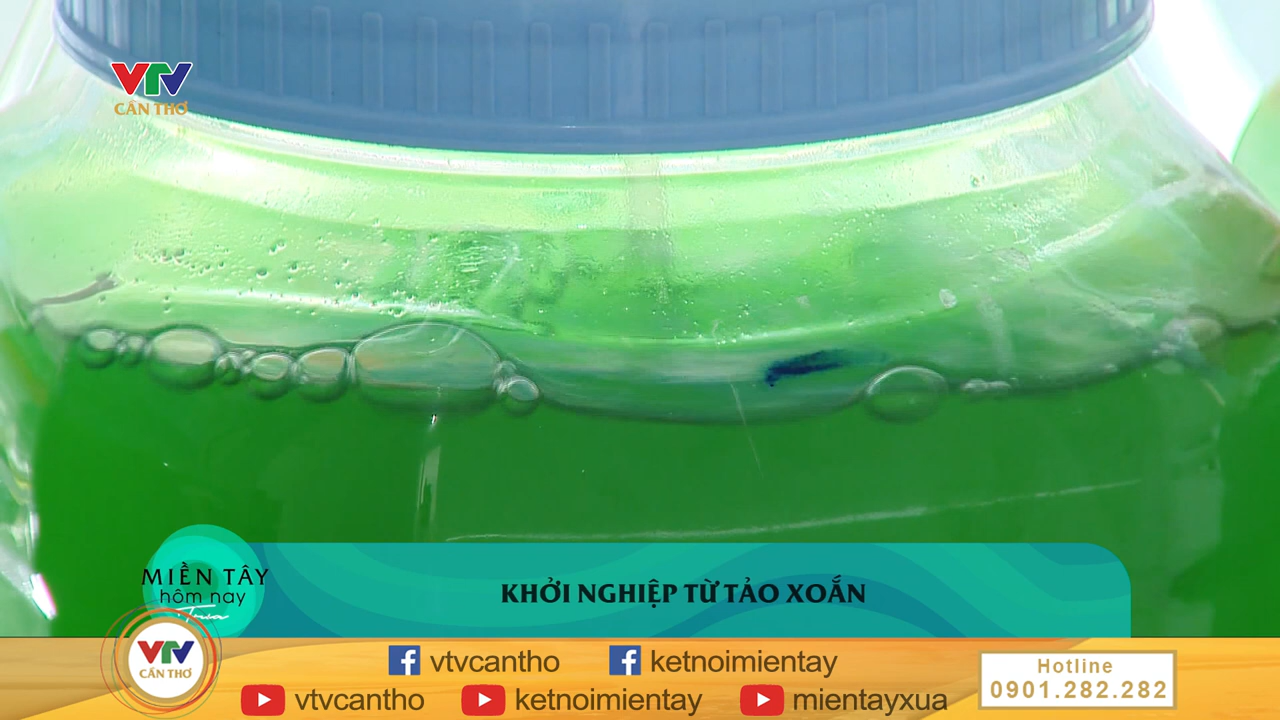 VTV
CẦN THƠ
MIỀN TÂY
hôm nay
Trưa
KHỞI NGHIỆP TỪ TẢO XOẮN
VTV
CẦN THƠ
vtvcantho
ketnoimientay
vtvcantho
ketnoimientay
mientayxua
Hotline
0901.282.282